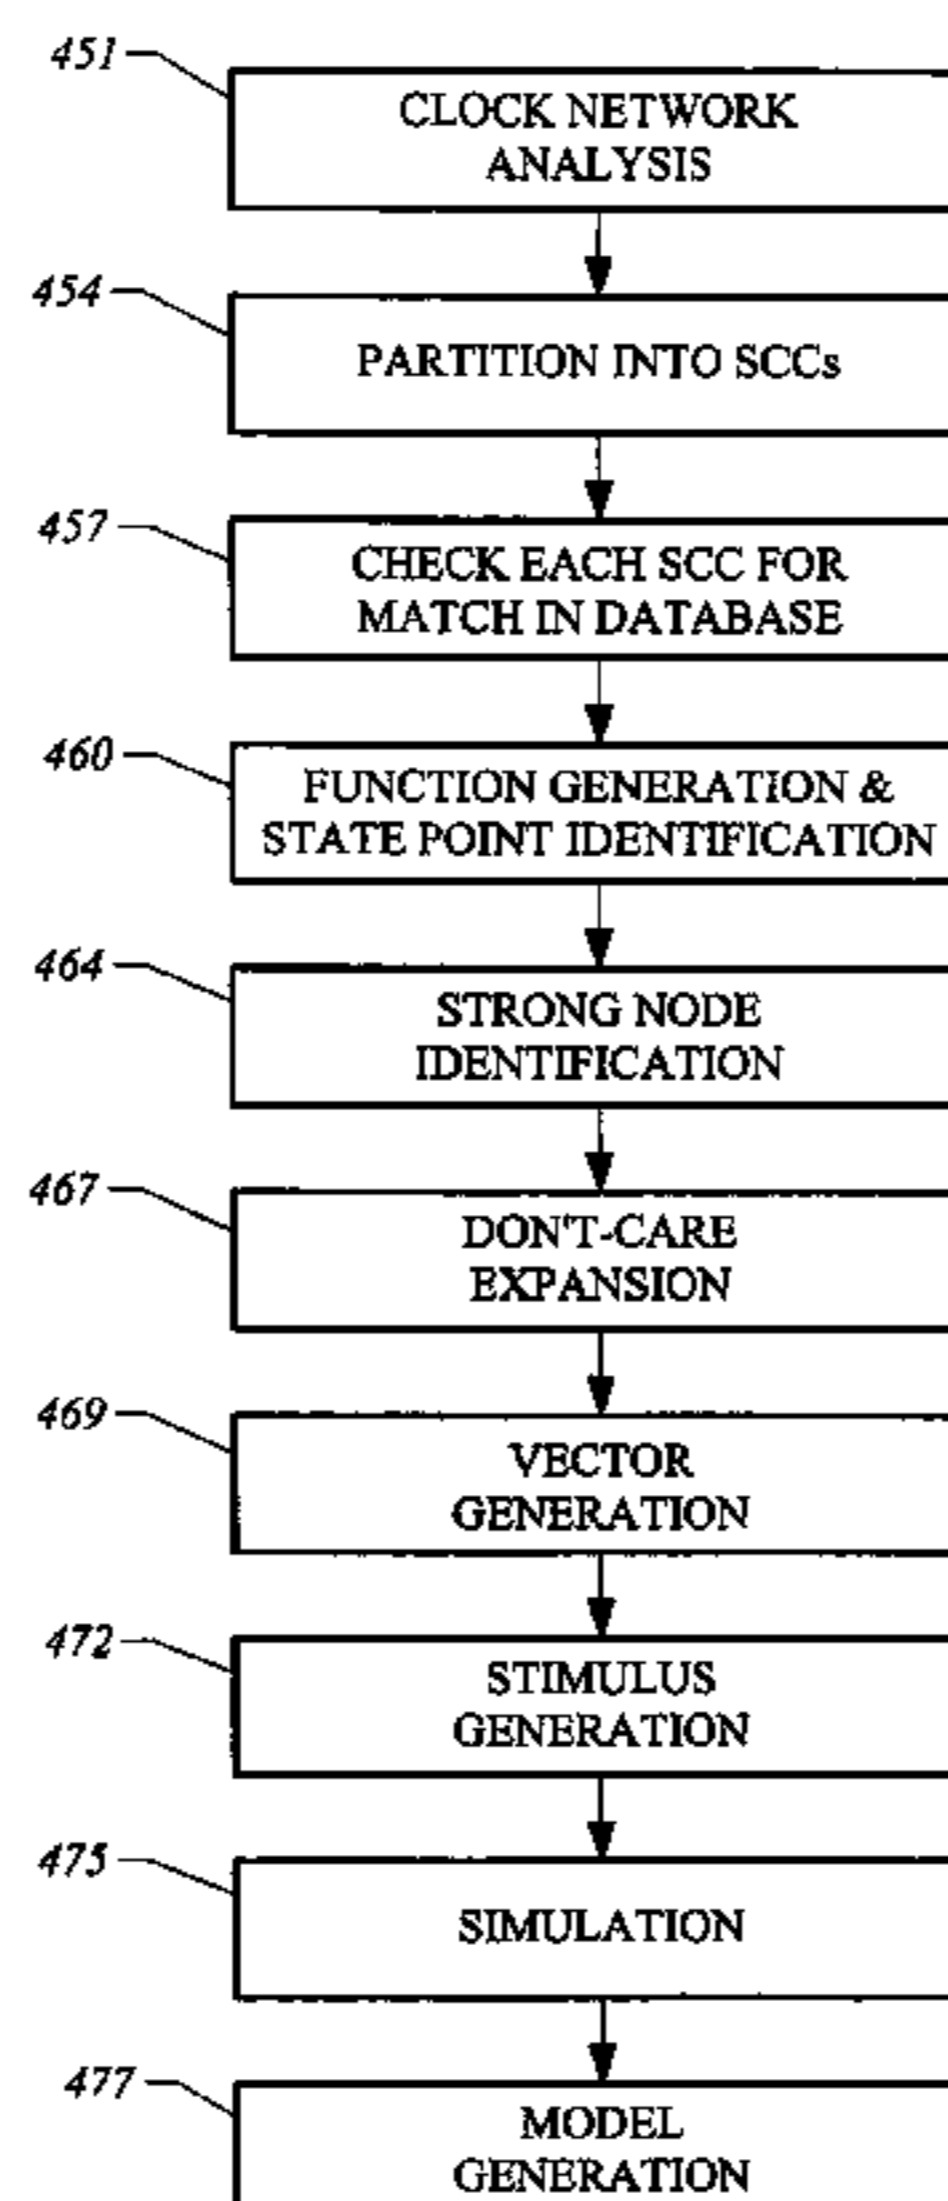 451
CLOCK NETWORK
ANALYSIS
454
PARTITION INTO SCCs
457
CHECK EACH SCC FOR
MATCH IN DATABASE
460
FUNCTION GENERATION &
STATE POINT IDENTIFICATION
464
STRONG NODE
IDENTIFICATION
467
DON'T-CARE
EXPANSION
469
VECTOR
GENERATION
472
STIMULUS
GENERATION
475
SIMULATION
477
MODEL
GENERATION